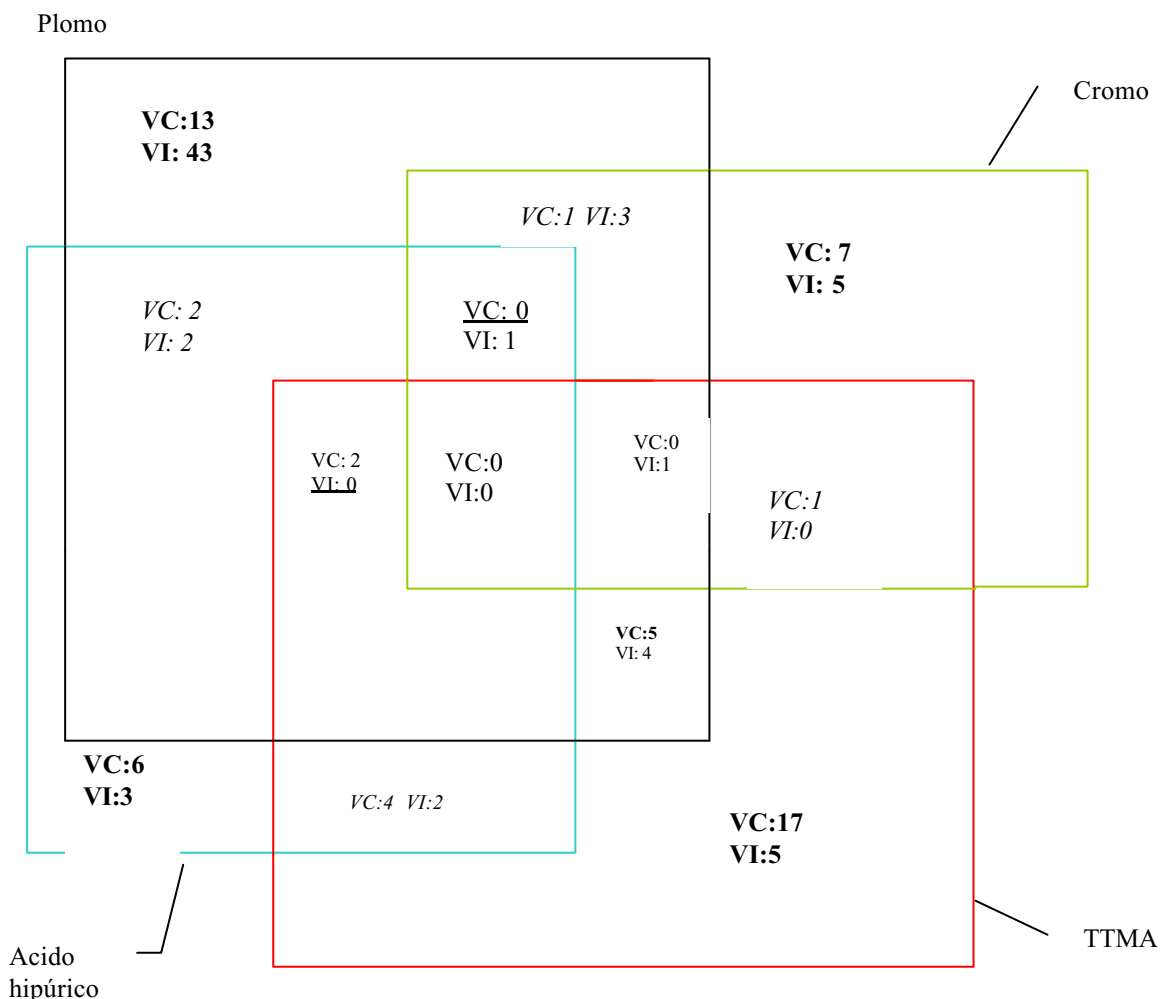 Plomo
Cromo
VC:13
VI: 43
VC:1 VI:3
VC: 7
VI: 5
VC: 2
VI: 2
VC: 0
VI: 1
VC: 2
VI: 0
VC:0
VI:0
VC:0
VI:1
VC:1
VI:0
VC:5
VI: 4
VC:6
VI:3
VC:4 VI:2
VC:17
VI:5
TTMA
Acido
hipúrico